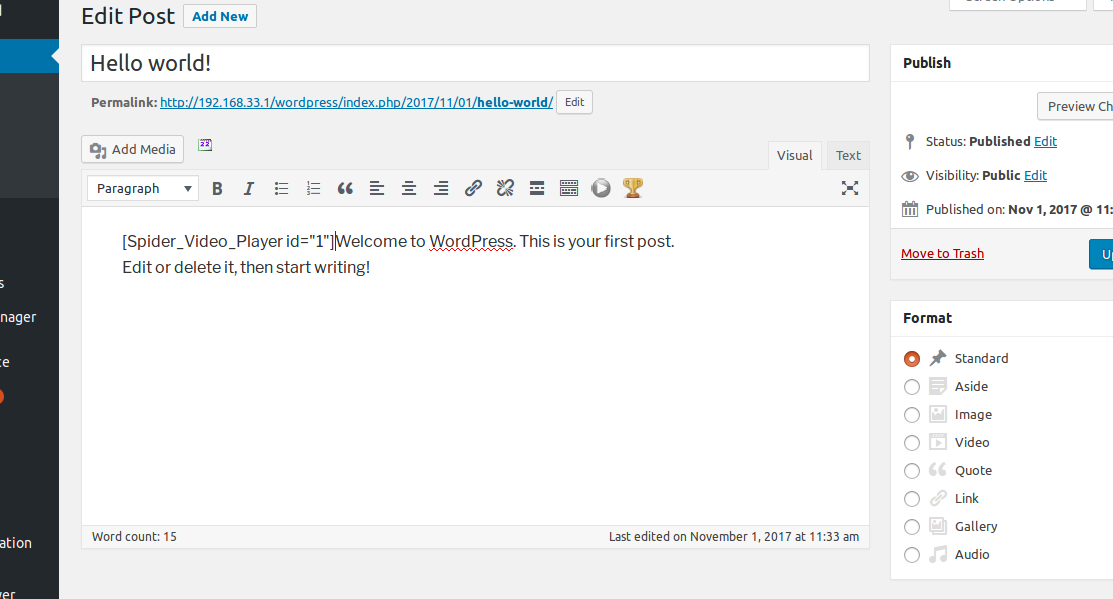 Edit Post Add New
Hello world!
Permalink: http://192.168.33.1/wordpress/index.php/2017/11/01/hello-world/ Edit
Add Media
Visual Text
Paragraph B I
[Spider_Video_Player id="1"]Welcome to WordPress. This is your first post.
Edit or delete it, then start writing!
Word count: 15 Last edited on November 1, 2017 at 11:33 am
Publish
Preview Ch
Status: Published Edit
Visibility: Public Edit
Published on: Nov 1, 2017 @ 11:
Move to Trash
Up
Format
Standard
Aside
Image
Video
Quote
Link
Gallery
Audio
s
nager
te
ation
ver